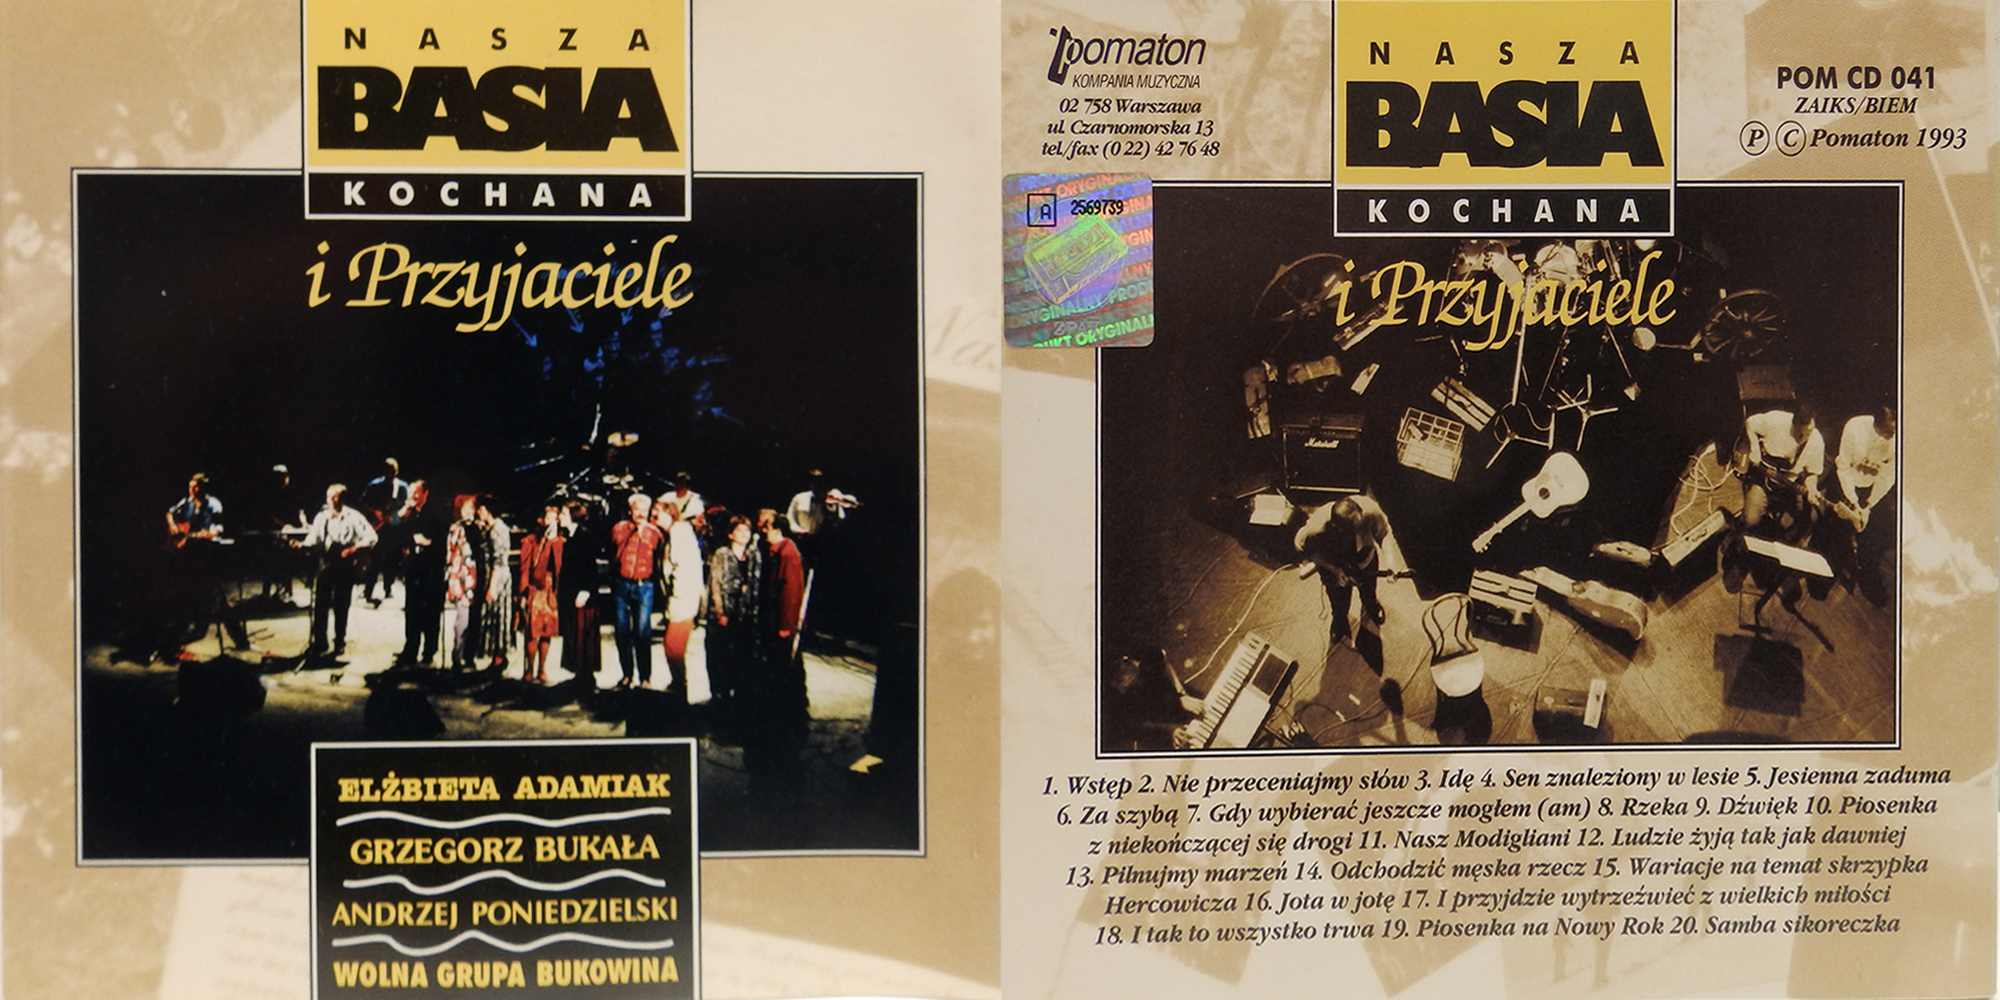 NASZA
BASIA
KOCHANA
i Przyjaciele
ELŻBIETA ADAMIAK
GRZEGORZ BUKAŁA
ANDRZEJ PONIEDZIELSKI
WOLNA GRUPA BUKOWINA
pomaton
KOMPANIA MUZYCZNA
02 758 Warszawa
ul. Czarnomorska 13
tel./fax (0 22) 42 76 48
NASZA
BASIA
KOCHANA
i Przyjaciele
POM CD 041
ZAIKS/BIEM
Ⓟ Ⓒ Pomaton 1993
A 2569739
Marshall
1. Wstęp 2. Nie przeceniajmy słów 3. Idę 4. Sen znaleziony w lesie 5. Jesienna zaduma
6. Za szybą 7. Gdy wybierać jeszcze mogłem (am) 8. Rzeka 9. Dźwięk 10. Piosenka
z niekończącej się drogi 11. Nasz Modigliani 12. Ludzie żyją tak jak dawniej
13. Pilnujmy marzeń 14. Odchodzić męska rzecz 15. Wariacje na temat skrzypka
Hercowicza 16. Jota w jotę 17. I przyjdzie wytrzeźwieć z wielkich miłości
18. I tak to wszystko trwa 19. Piosenka na Nowy Rok 20. Samba sikoreczka